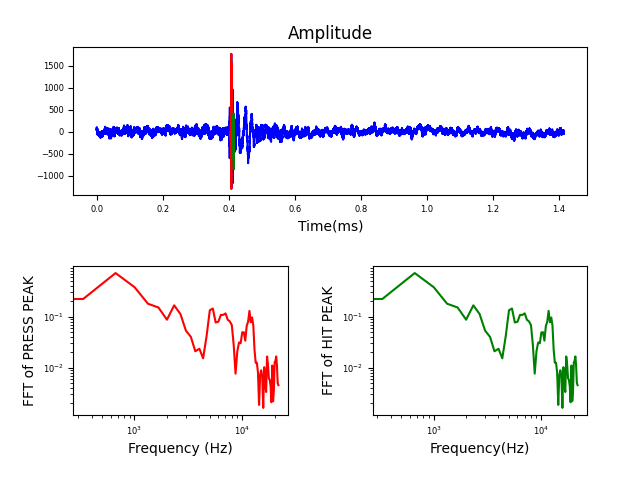 Amplitude
1500
1000
500
0
−500
−1000
0.0 0.2 0.4 0.6 0.8 1.0 1.2 1.4
Time(ms)
FFT of PRESS PEAK
10⁻¹
10⁻²
10³ 10⁴
Frequency (Hz)
FFT of HIT PEAK
10⁻¹
10⁻²
10³ 10⁴
Frequency(Hz)